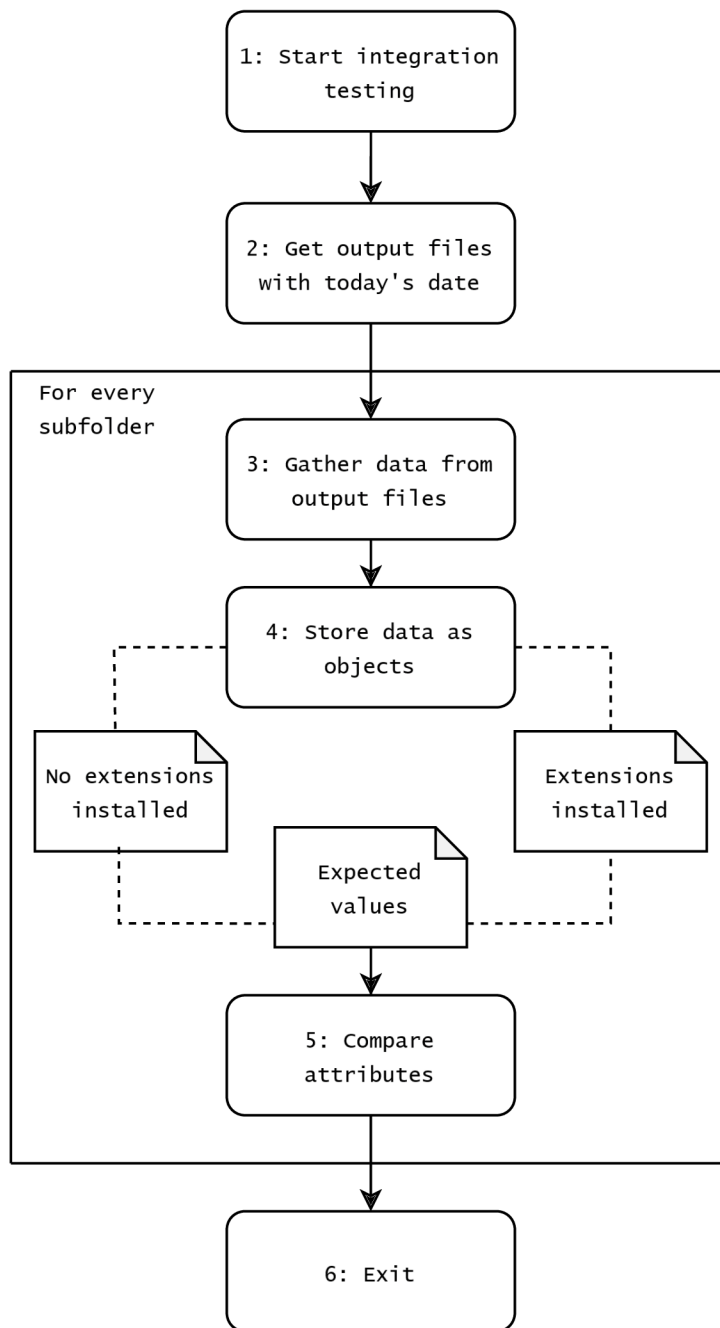 1: Start integration
testing
2: Get output files
with today's date
For every
subfolder
3: Gather data from
output files
4: Store data as
objects
No extensions
installed
Extensions
installed
Expected
values
5: Compare
attributes
6: Exit